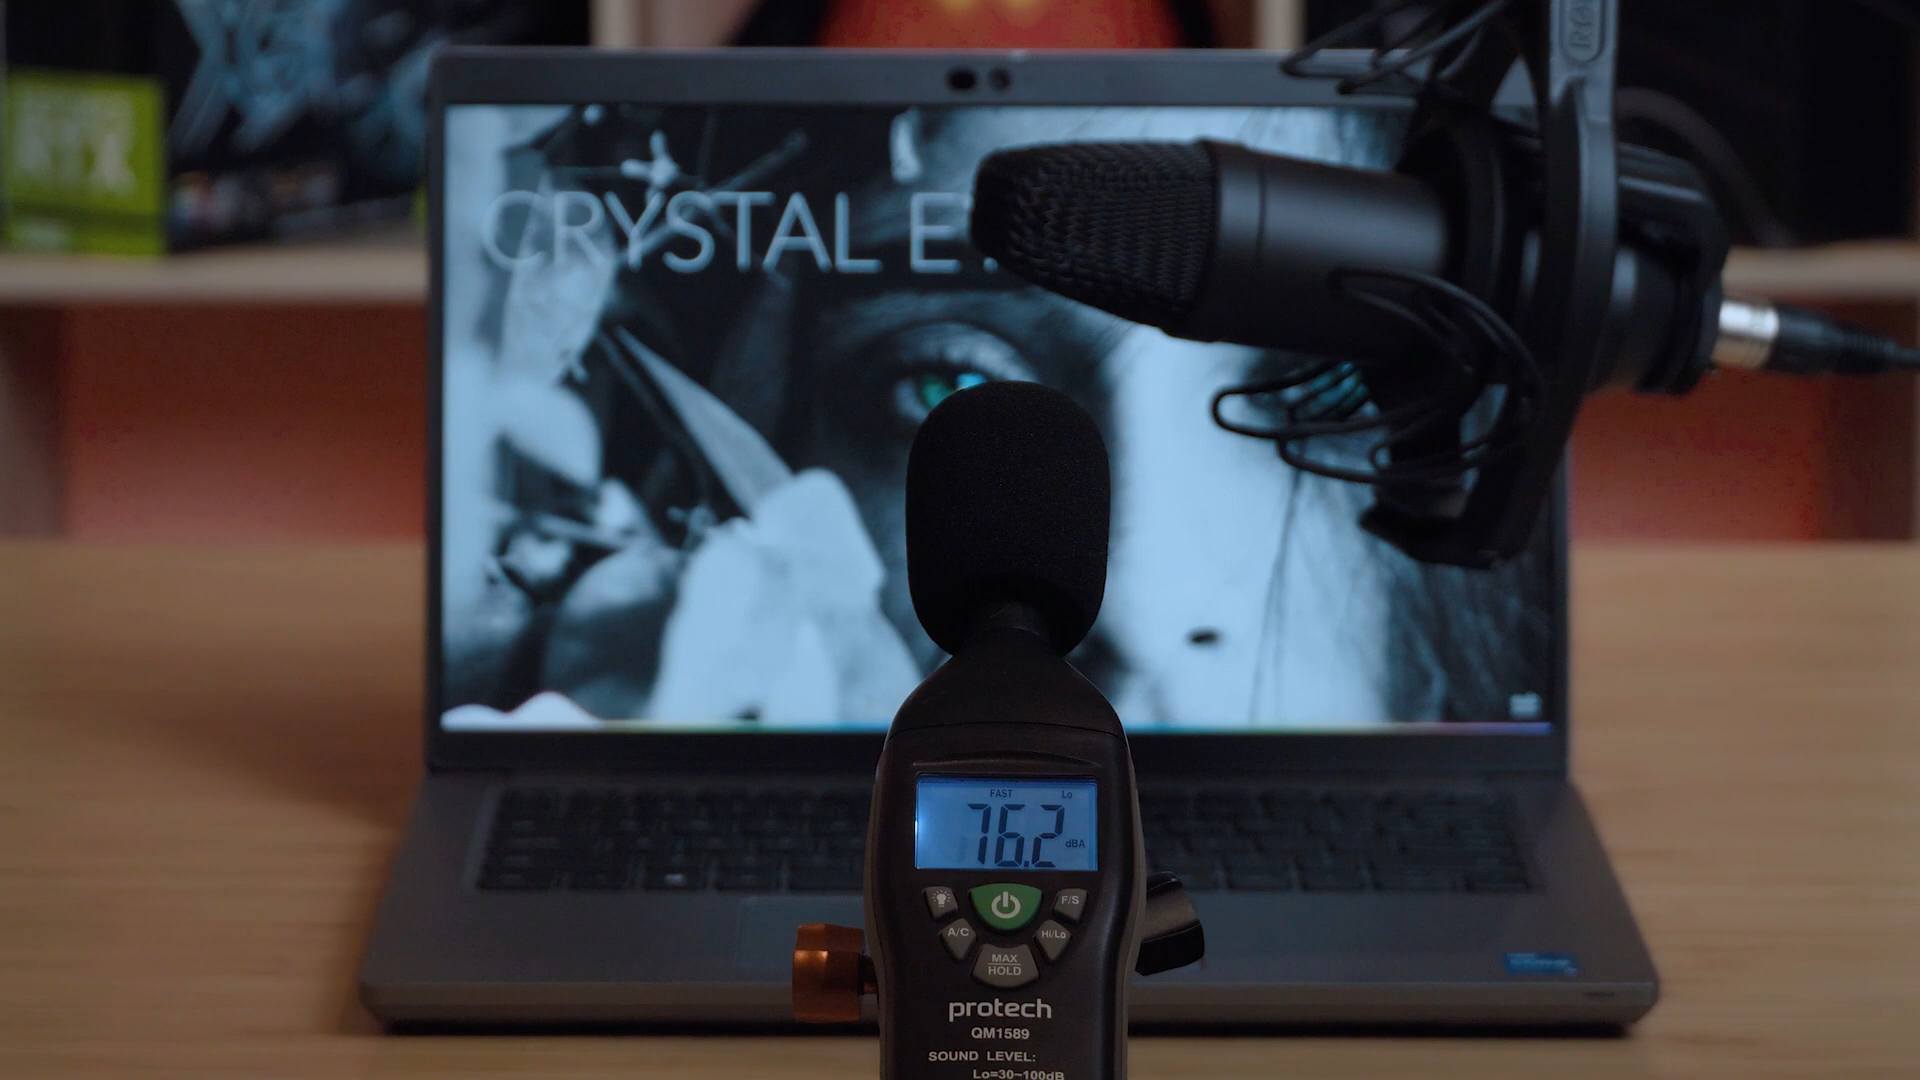 CRYSTAL E
FAST Lo
76.2 dBA
F/S
A/C
Hi/Lo
MAX
HOLD
protech
QM1589
SOUND LEVEL:
Lo=30~100dB